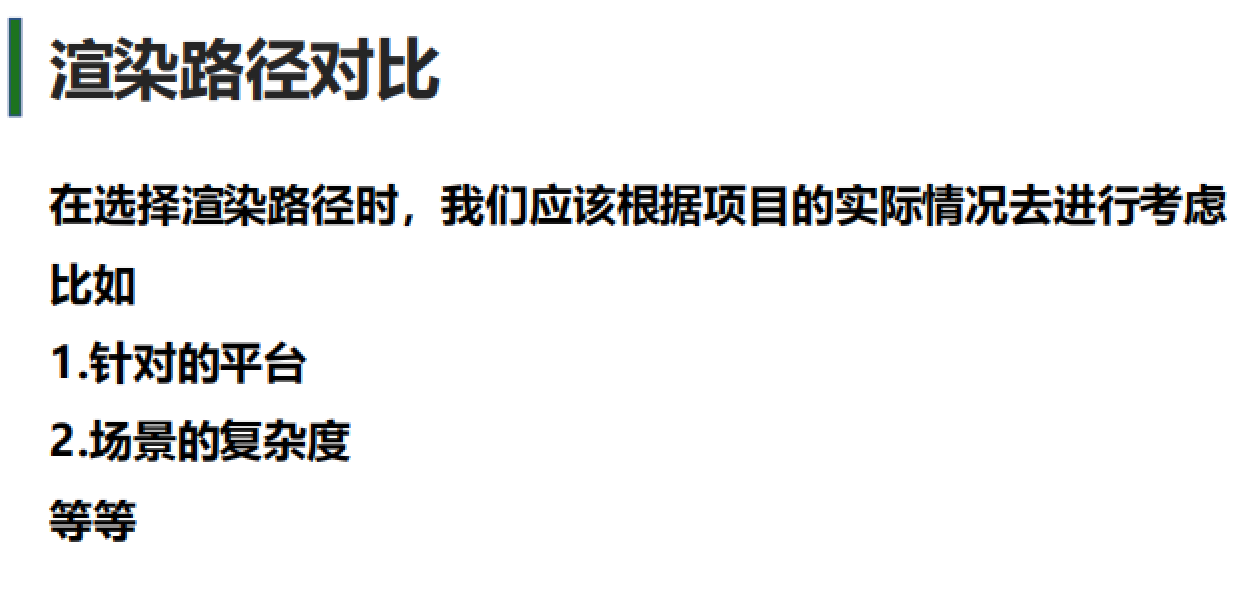 渲染路径对比
在选择渲染路径时，我们应该根据项目的实际情况去进行考虑
比如
1.针对的平台
2.场景的复杂度
等等